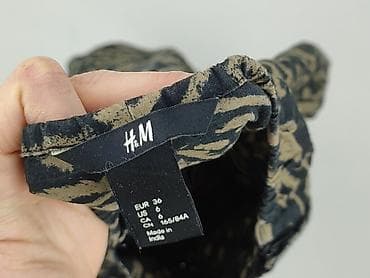 H&M
EUR 36
US 6
CA 6
CN 165/84A
Made in
India